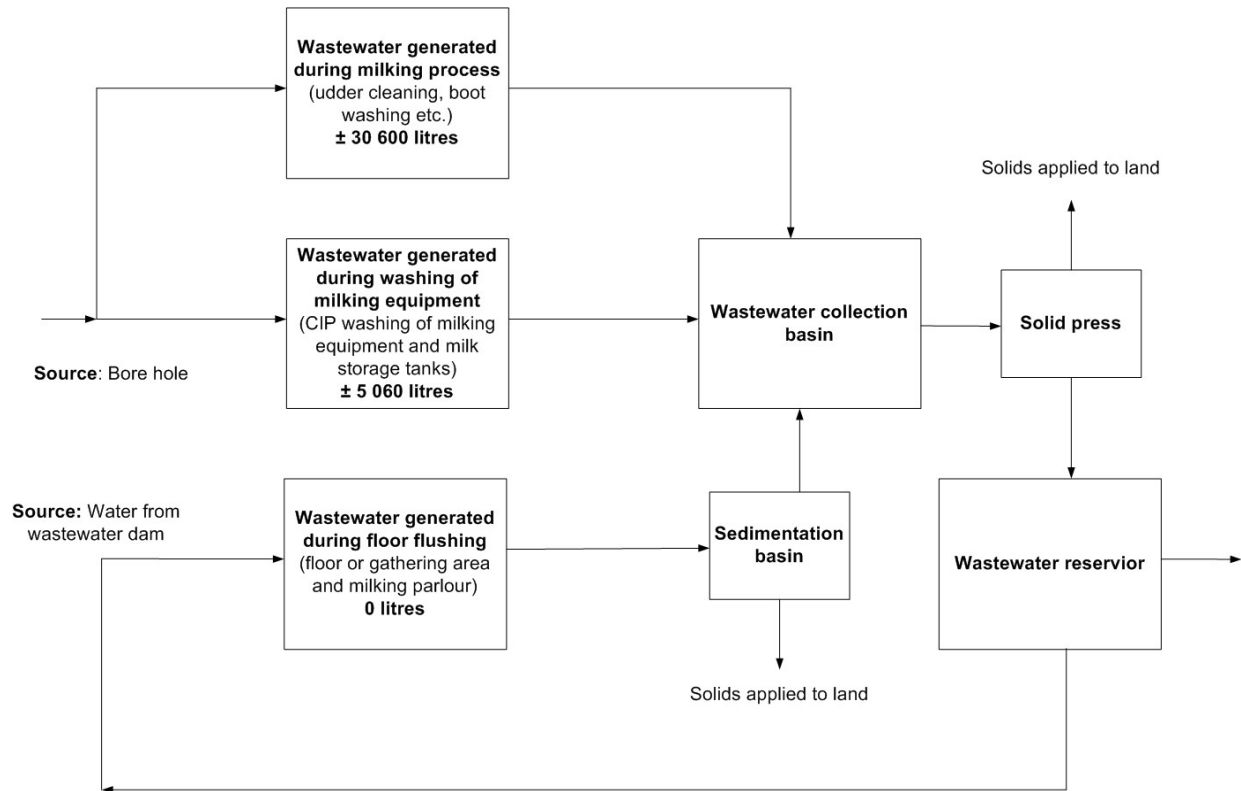 Wastewater generated
during milking process
(udder cleaning, boot
washing etc.)
± 30 600 litres
Solids applied to land
Wastewater generated
during washing of
milking equipment
(CIP washing of milking
equipment and milk
storage tanks)
± 5 060 litres
Wastewater collection
basin
Solid press
Source: Bore hole
Source: Water from
wastewater dam
Wastewater generated
during floor flushing
(floor or gathering area
and milking parlour)
0 litres
Sedimentation
basin
Wastewater reservior
Solids applied to land